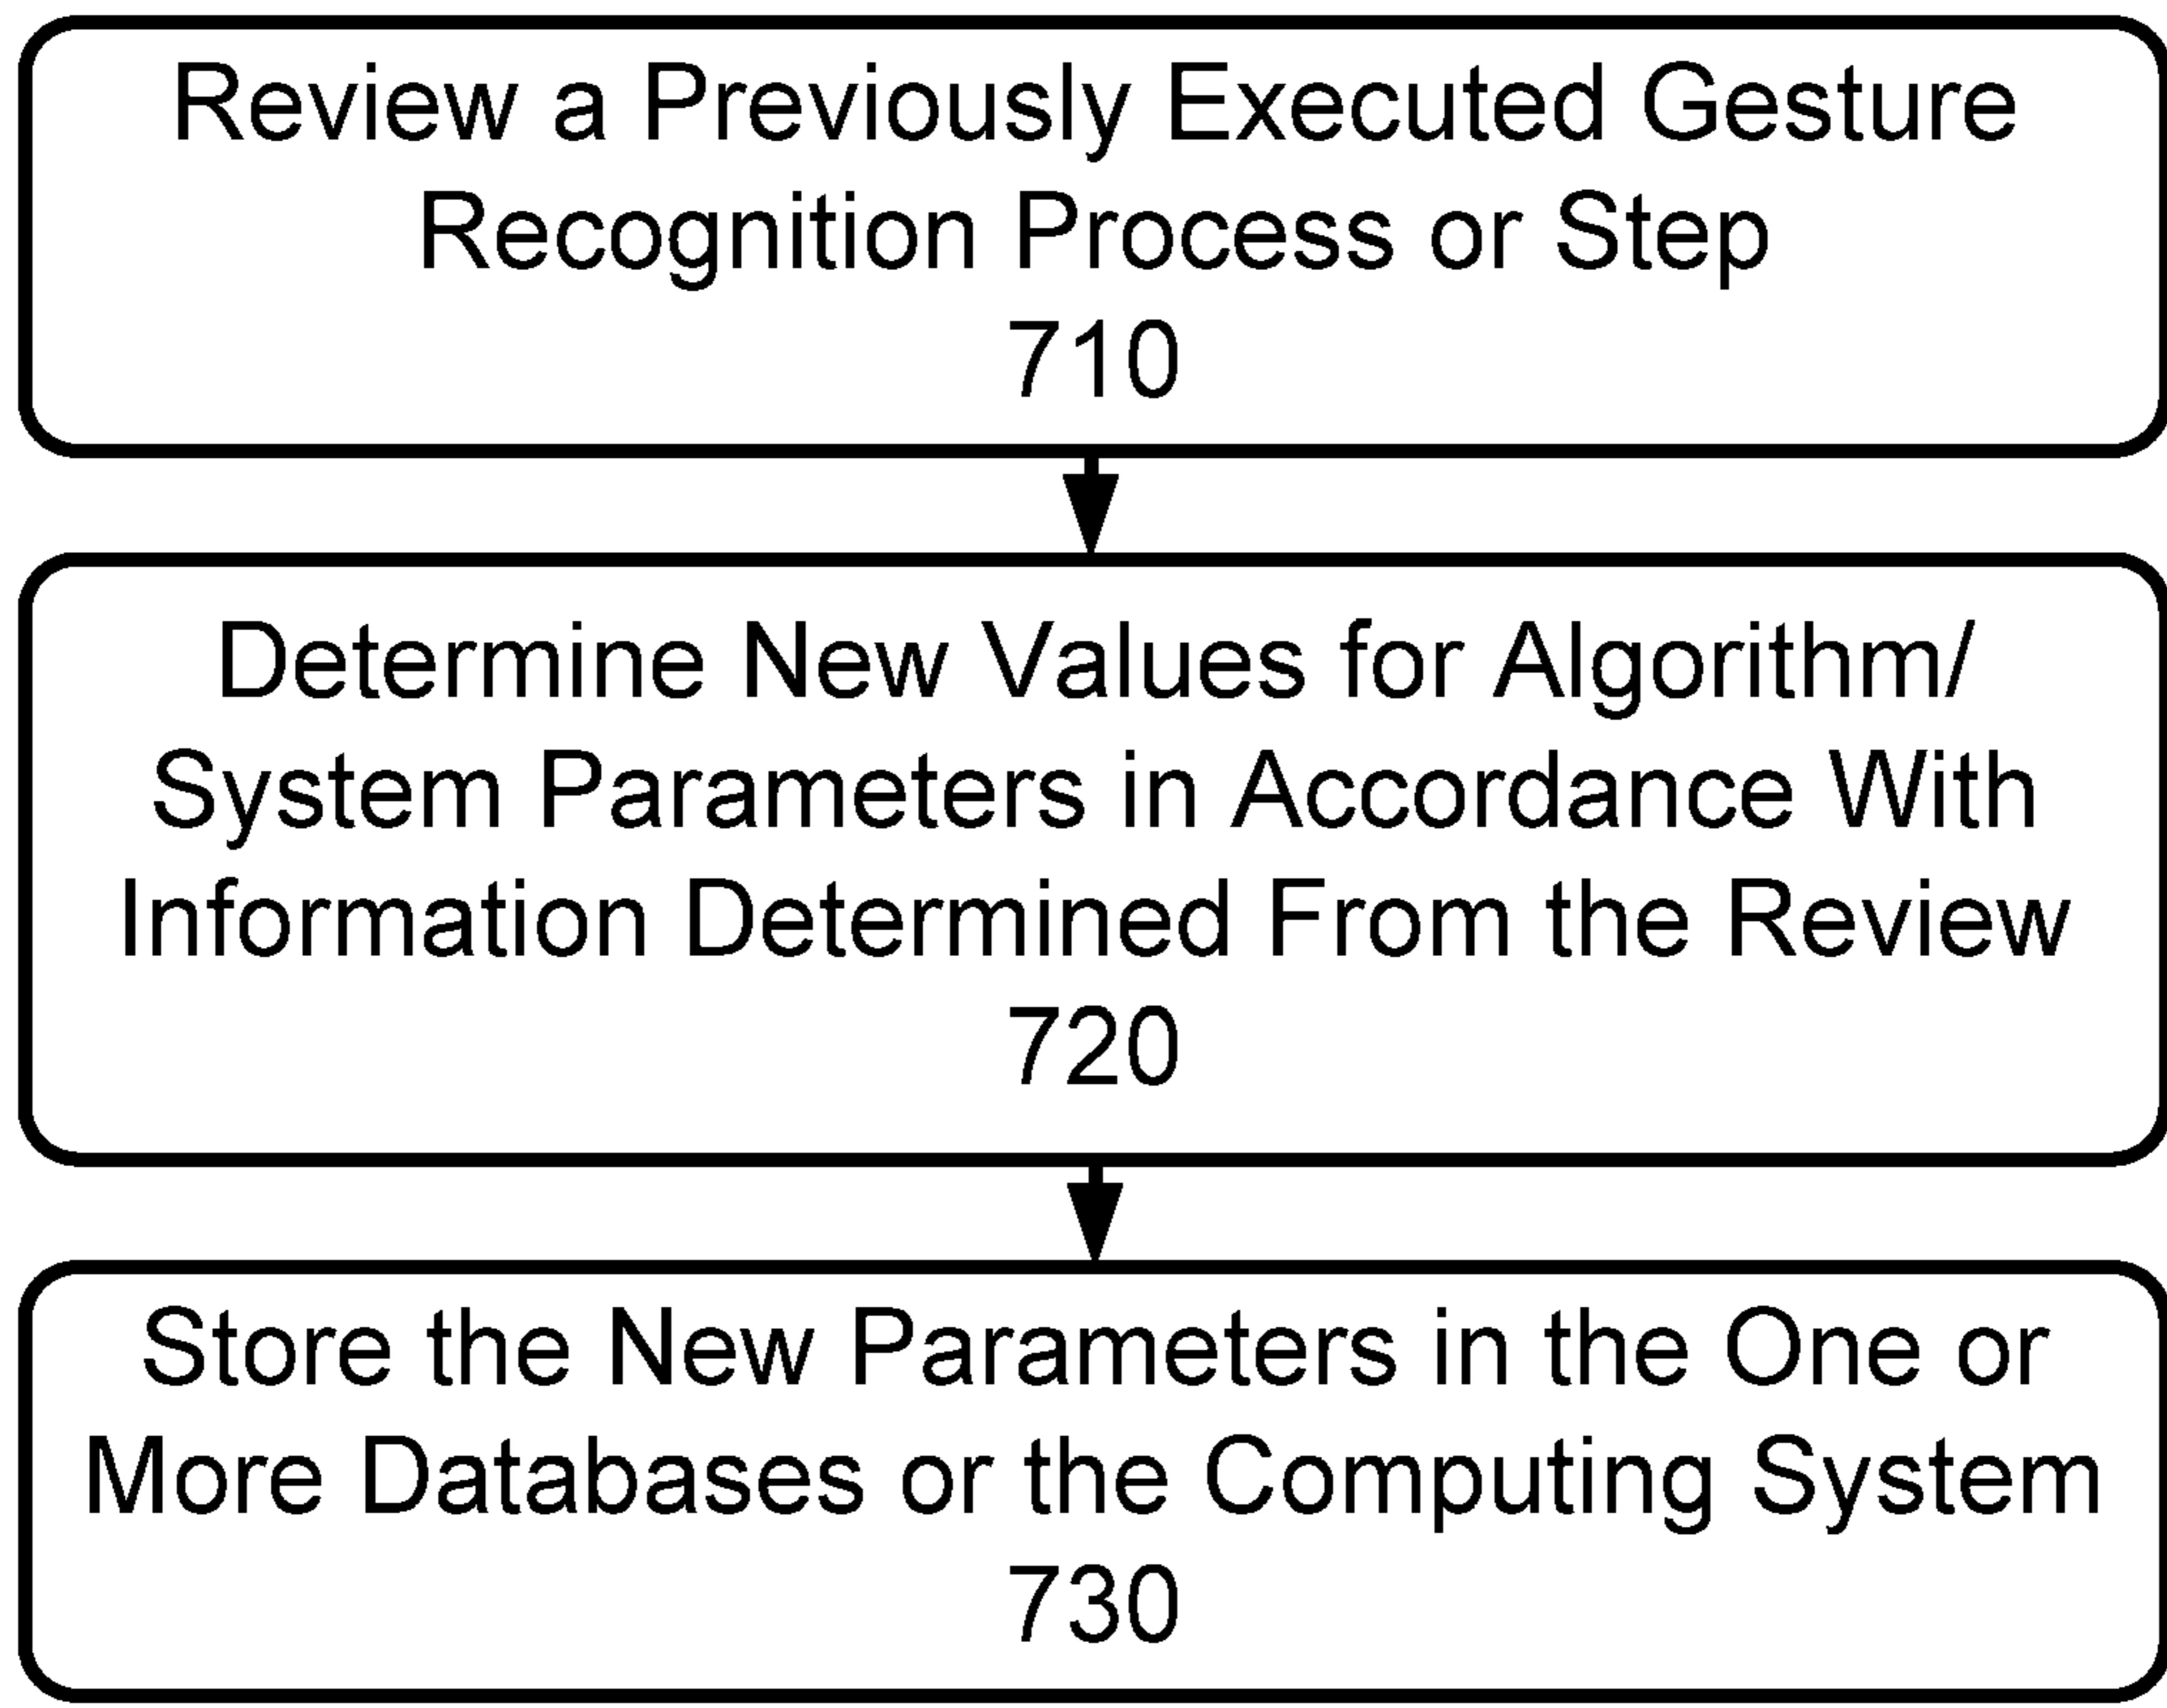 Review a Previously Executed Gesture
Recognition Process or Step
710
Determine New Values for Algorithm/
System Parameters in Accordance With
Information Determined From the Review
720
Store the New Parameters in the One or
More Databases or the Computing System
730